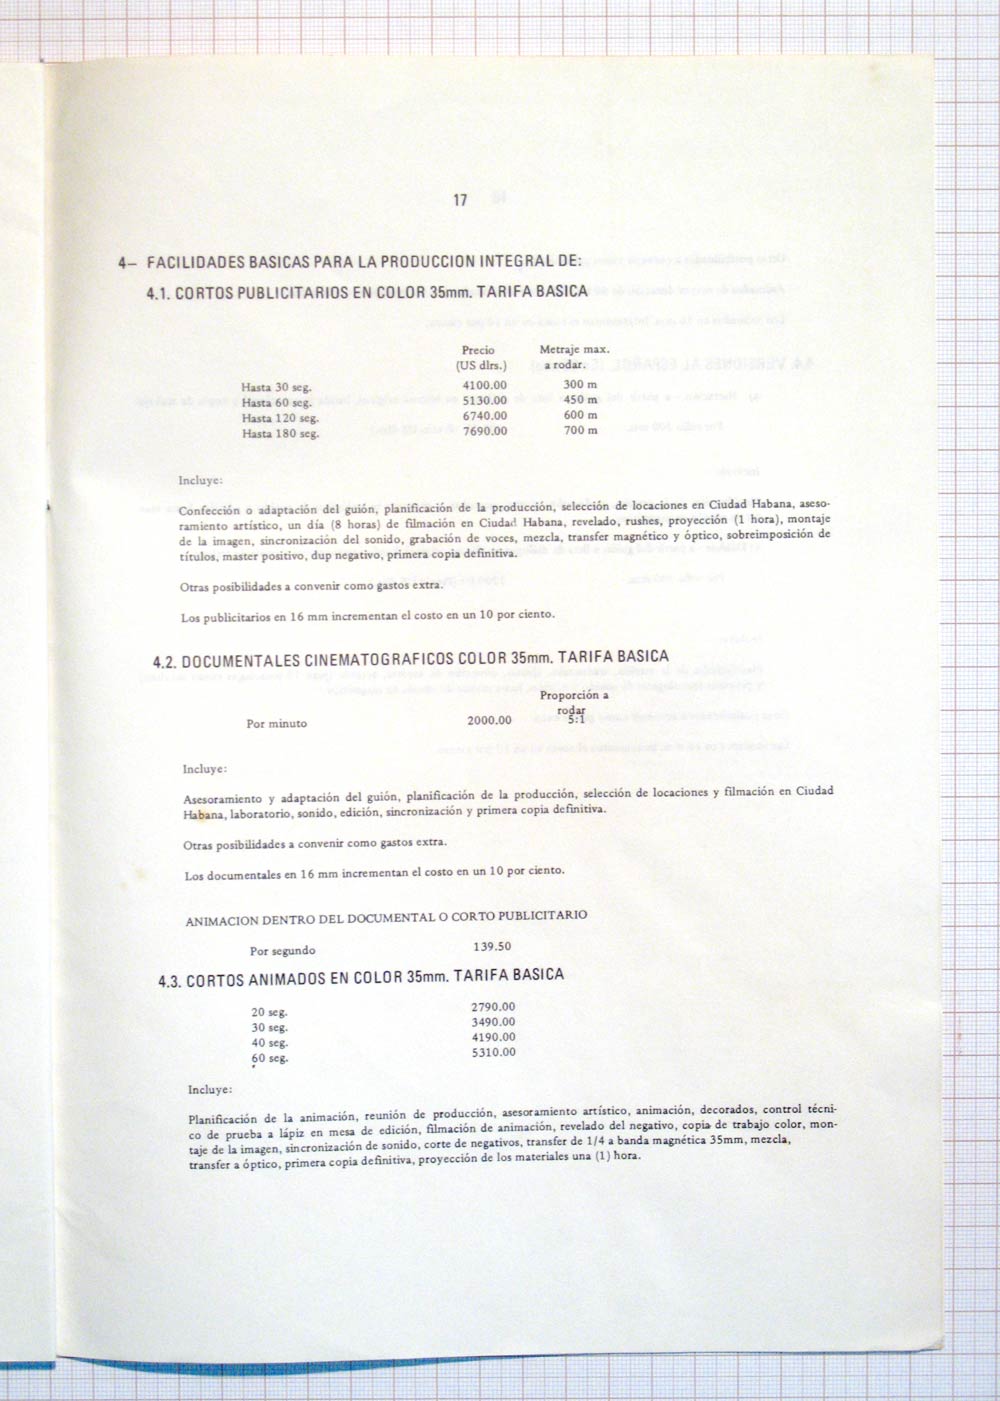 17
4– FACILIDADES BASICAS PARA LA PRODUCCION INTEGRAL DE:
4.1. CORTOS PUBLICITARIOS EN COLOR 35mm. TARIFA BASICA
Precio Metraje max.
(US dlrs.) a rodar.
Hasta 30 seg. 4100.00 300 m
Hasta 60 seg. 5130.00 450 m
Hasta 120 seg. 6740.00 600 m
Hasta 180 seg. 7690.00 700 m
Incluye:
Confección o adaptación del guión, planificación de la producción, selección de locaciones en Ciudad Habana, aseso-
ramiento artístico, un día (8 horas) de filmación en Ciudad Habana, revelado, rushes, proyección (1 hora), montaje
de la imagen, sincronización del sonido, grabación de voces, mezcla, transfer magnético y óptico, sobreimposición de
títulos, master positivo, dup negativo, primera copia definitiva.
Otras posibilidades a convenir como gastos extra.
Los publicitarios en 16 mm incrementan el costo en un 10 por ciento.
4.2. DOCUMENTALES CINEMATOGRAFICOS COLOR 35mm. TARIFA BASICA
Proporción a
rodar
Por minuto 2000.00 5:1
Incluye:
Asesoramiento y adaptación del guión, planificación de la producción, selección de locaciones y filmación en Ciudad
Habana, laboratorio, sonido, edición, sincronización y primera copia definitiva.
Otras posibilidades a convenir como gastos extra.
Los documentales en 16 mm incrementan el costo en un 10 por ciento.
ANIMACION DENTRO DEL DOCUMENTAL O CORTO PUBLICITARIO
Por segundo 139.50
4.3. CORTOS ANIMADOS EN COLOR 35mm. TARIFA BASICA
20 seg. 2790.00
30 seg. 3490.00
40 seg. 4190.00
60 seg. 5310.00
Incluye:
Planificación de la animación, reunión de producción, asesoramiento artístico, animación, decorados, control técni-
co de prueba a lápiz en mesa de edición, filmación de animación, revelado del negativo, copia de trabajo color, mon-
taje de la imagen, sincronización de sonido, corte de negativos, transfer de 1/4 a banda magnética 35mm, mezcla,
transfer a óptico, primera copia definitiva, proyección de los materiales una (1) hora.